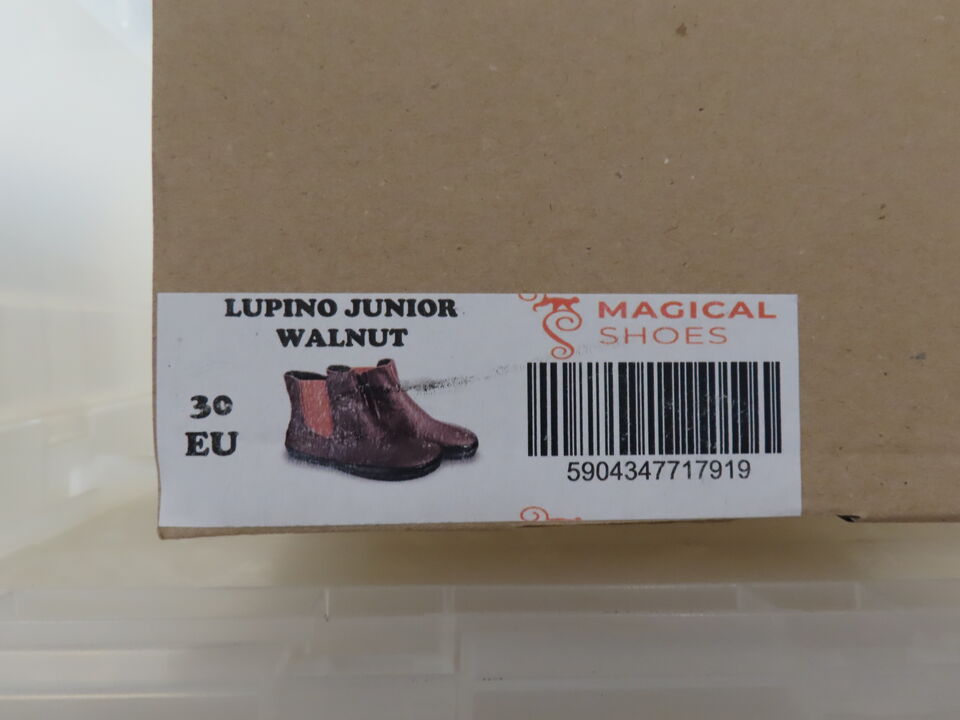 LUPINO JUNIOR
WALNUT
30
EU
MAGICAL
SHOES
5904347717919